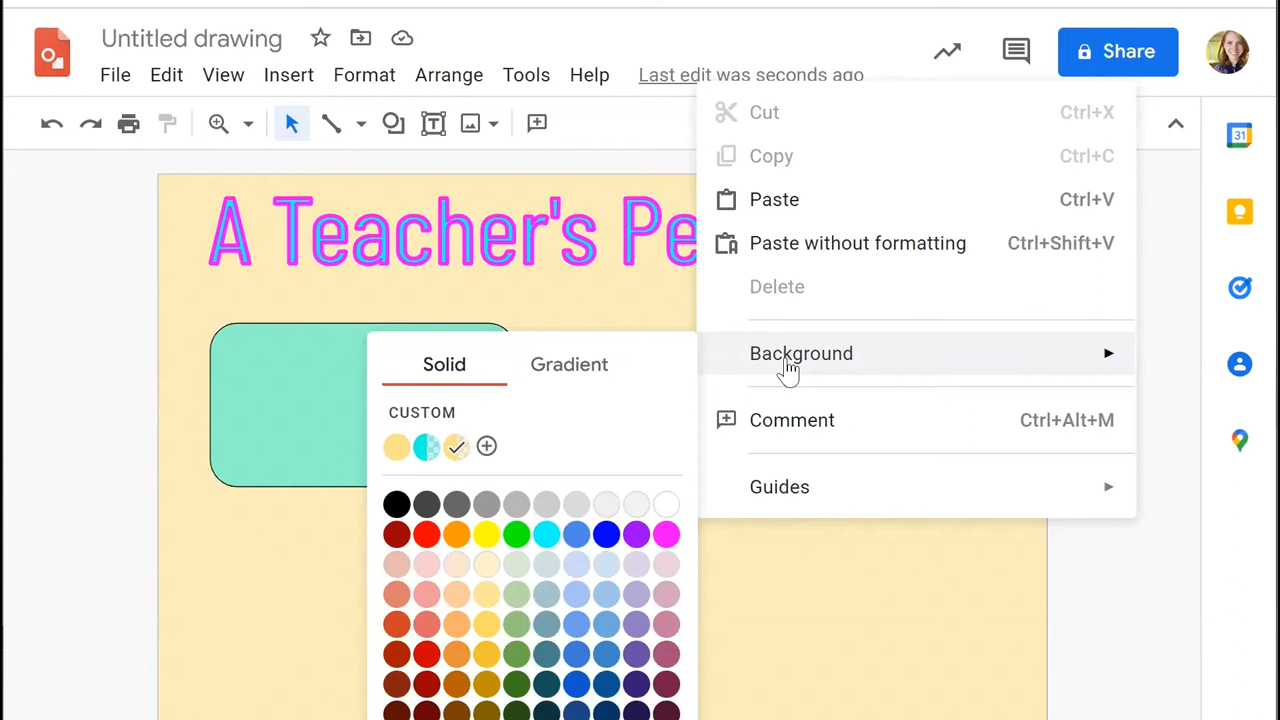 Untitled drawing
File Edit View Insert Format Arrange Tools Help Last edit was seconds ago
Share
31
A Teacher's Pe
Cut Ctrl+X
Copy Ctrl+C
Paste Ctrl+V
Paste without formatting Ctrl+Shift+V
Delete
Background
Comment Ctrl+Alt+M
Guides
Solid Gradient
CUSTOM